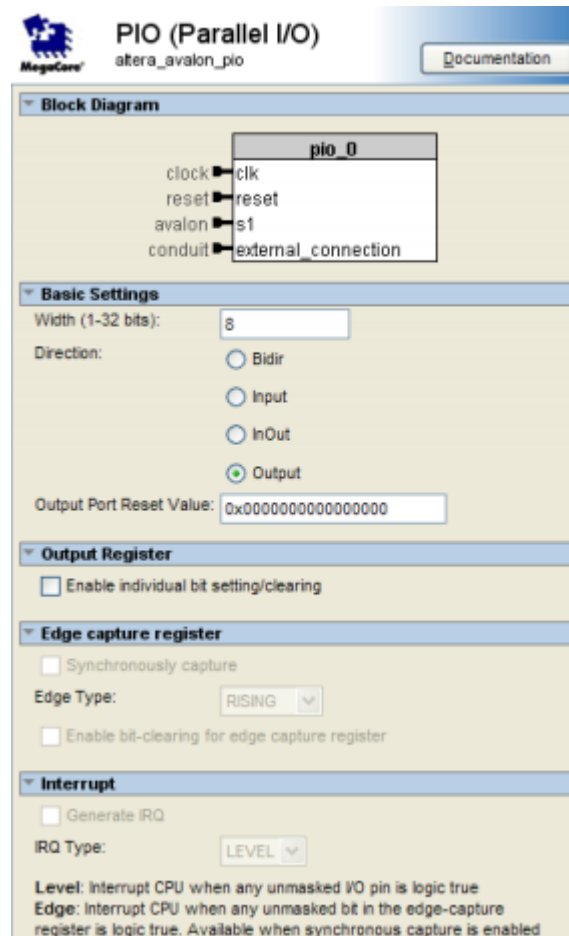 PIO (Parallel I/O)
MegaCore'
altera_avalon_pio
Documentation
Block Diagram
pio_0
clock clk
reset reset
avalon s1
conduit external_connection
Basic Settings
Width (1-32 bits): 8
Direction: Bidir
Input
InOut
Output
Output Port Reset Value: 0x0000000000000000
Output Register
Enable individual bit setting/clearing
Edge capture register
Synchronously capture
Edge Type: RISING
Enable bit-clearing for edge capture register
Interrupt
Generate IRQ
IRQ Type: LEVEL
Level: Interrupt CPU when any unmasked I/O pin is logic true
Edge: Interrupt CPU when any unmasked bit in the edge-capture
register is logic true. Available when synchronous capture is enabled